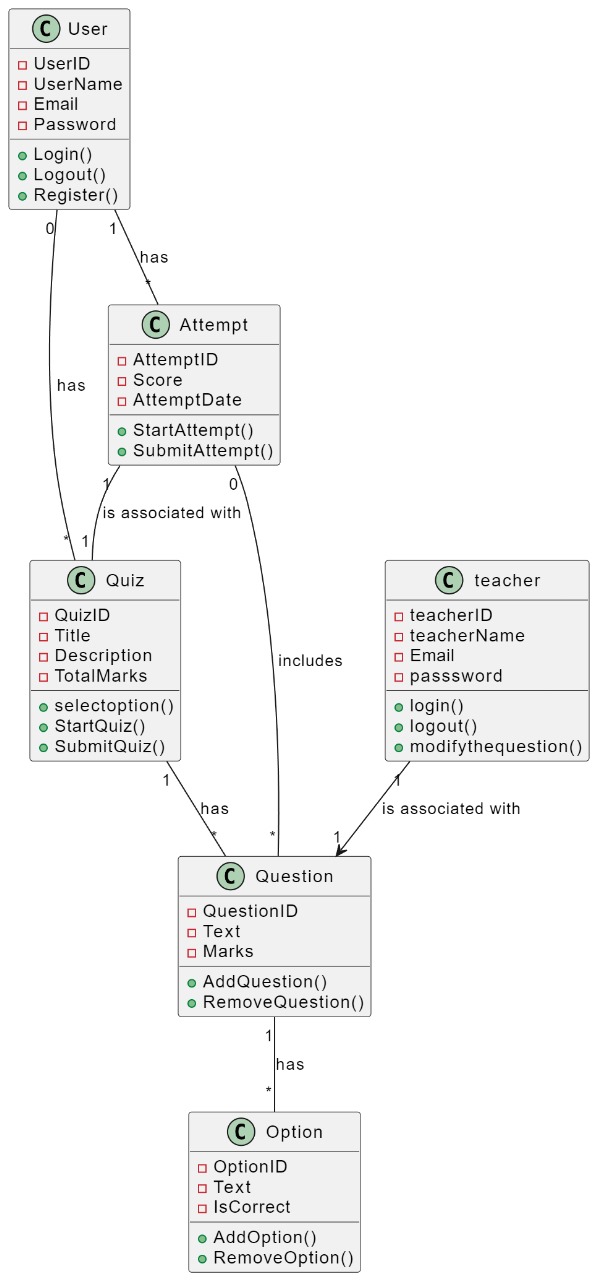 C User
UserID
UserName
Email
Password
Login()
Logout()
Register()
0
1
has
*
C Attempt
AttemptID
Score
AttemptDate
StartAttempt()
SubmitAttempt()
has
1
0
is associated with
*
1
C Quiz
QuizID
Title
Description
TotalMarks
selectoption()
StartQuiz()
SubmitQuiz()
C teacher
teacherID
teacherName
Email
passsword
login()
logout()
modifythequestion()
includes
1
has
*
*
1
is associated with
1
C Question
QuestionID
Text
Marks
AddQuestion()
RemoveQuestion()
1
has
*
C Option
OptionID
Text
IsCorrect
AddOption()
RemoveOption()